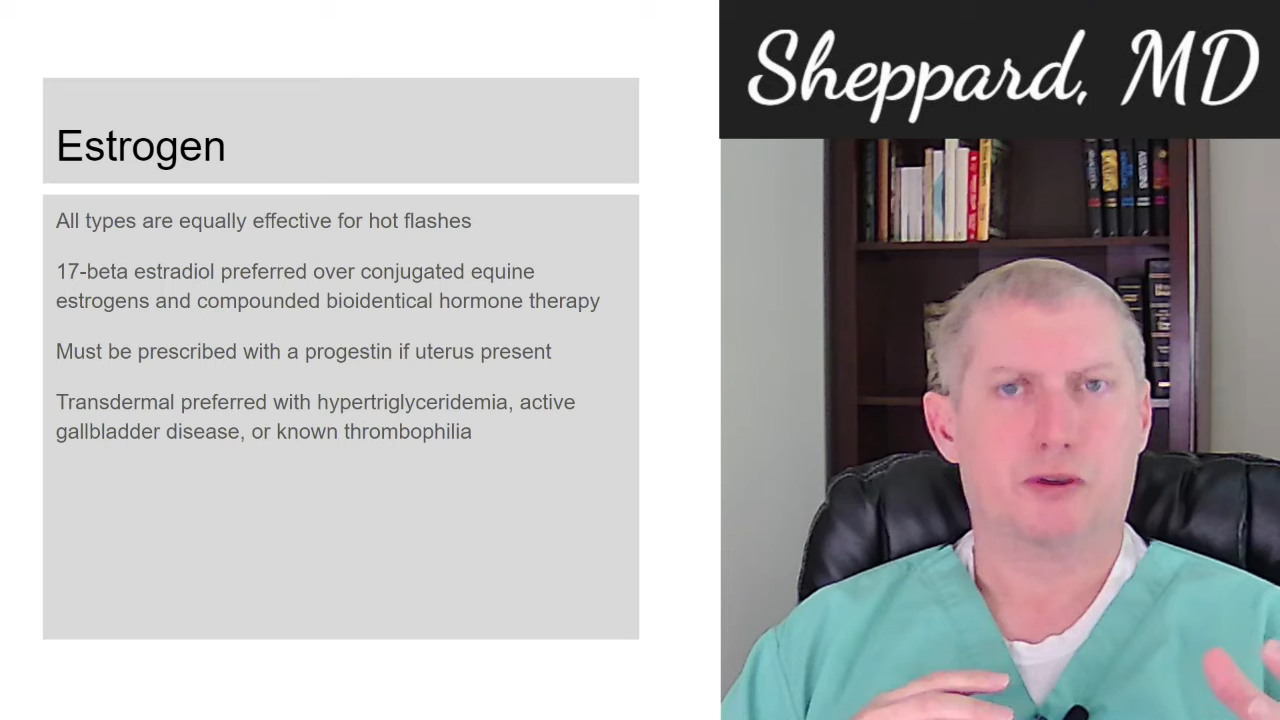 Sheppard, MD
Estrogen
All types are equally effective for hot flashes
17-beta estradiol preferred over conjugated equine
estrogens and compounded bioidentical hormone therapy
Must be prescribed with a progestin if uterus present
Transdermal preferred with hypertriglyceridemia, active
gallbladder disease, or known thrombophilia